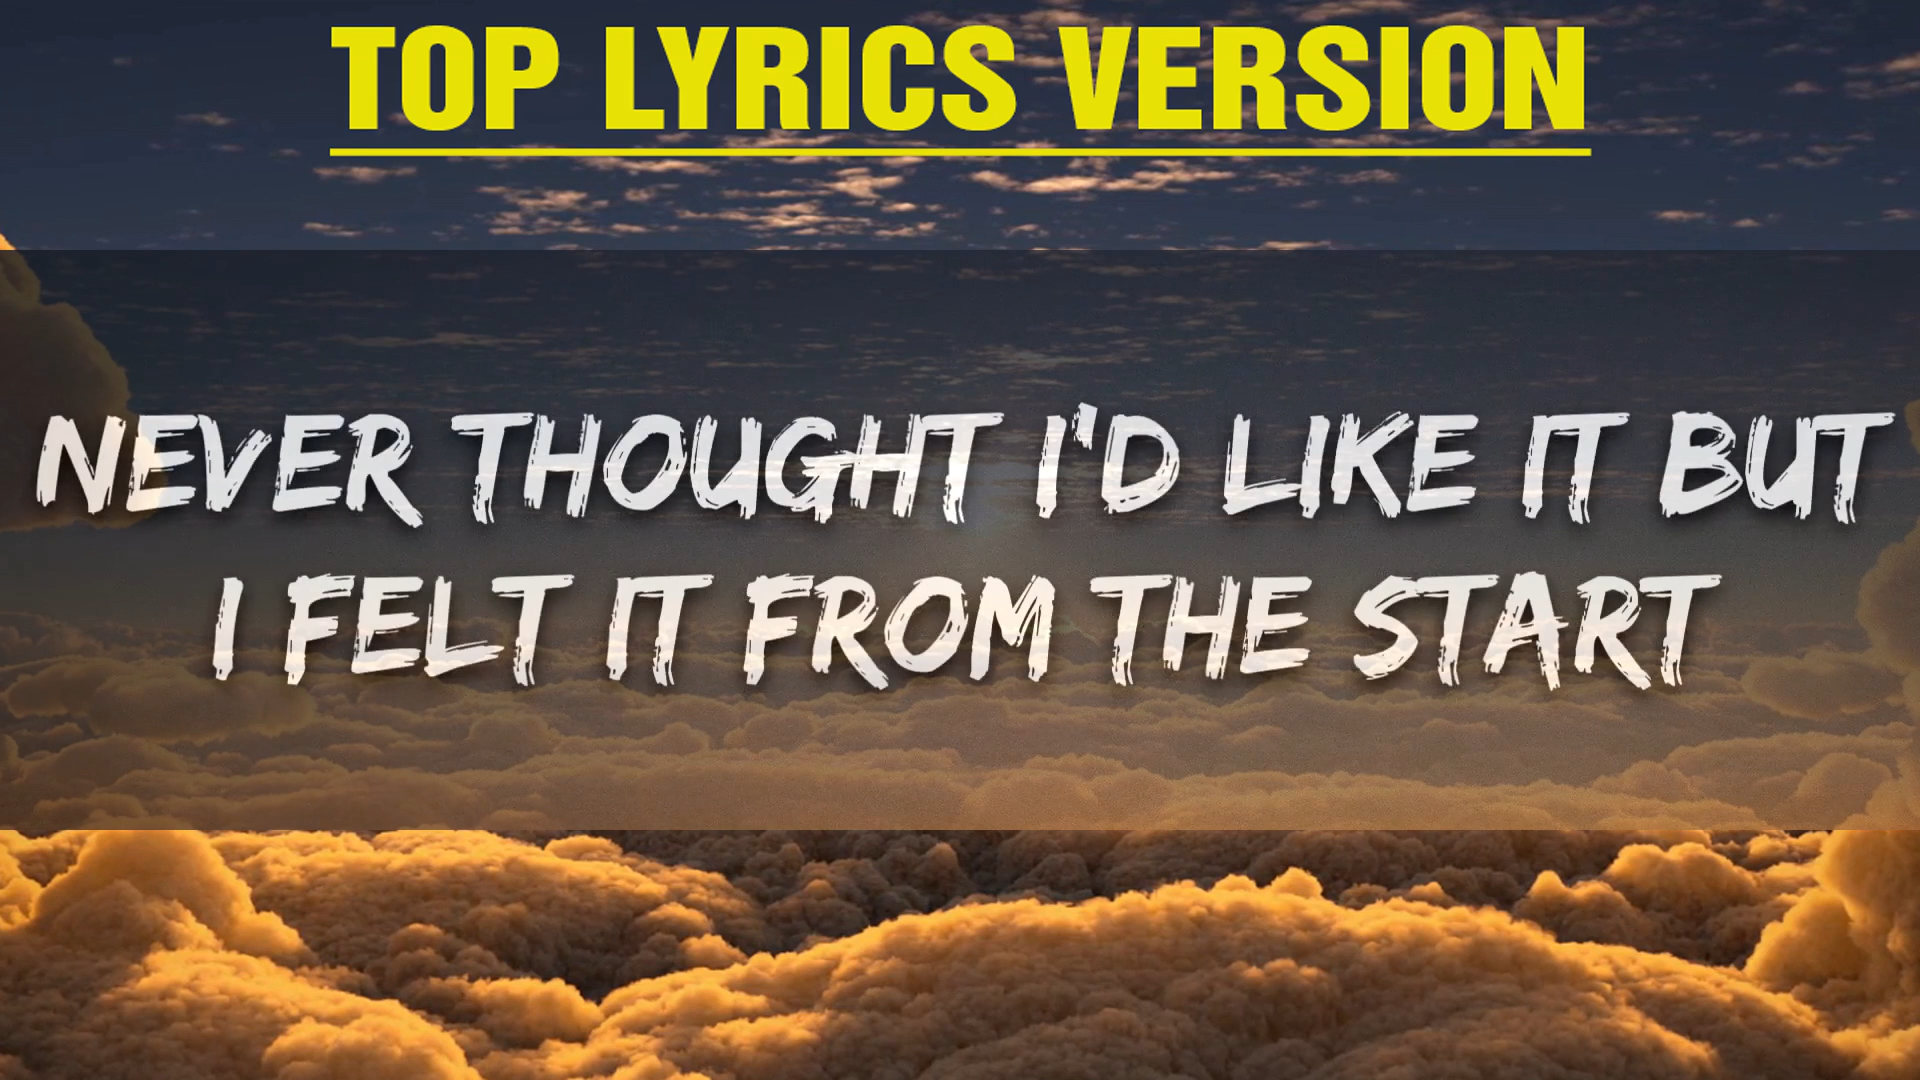 TOP LYRICS VERSION
NEVER THOUGHT I'D LIKE IT BUT
I FELT IT FROM THE START